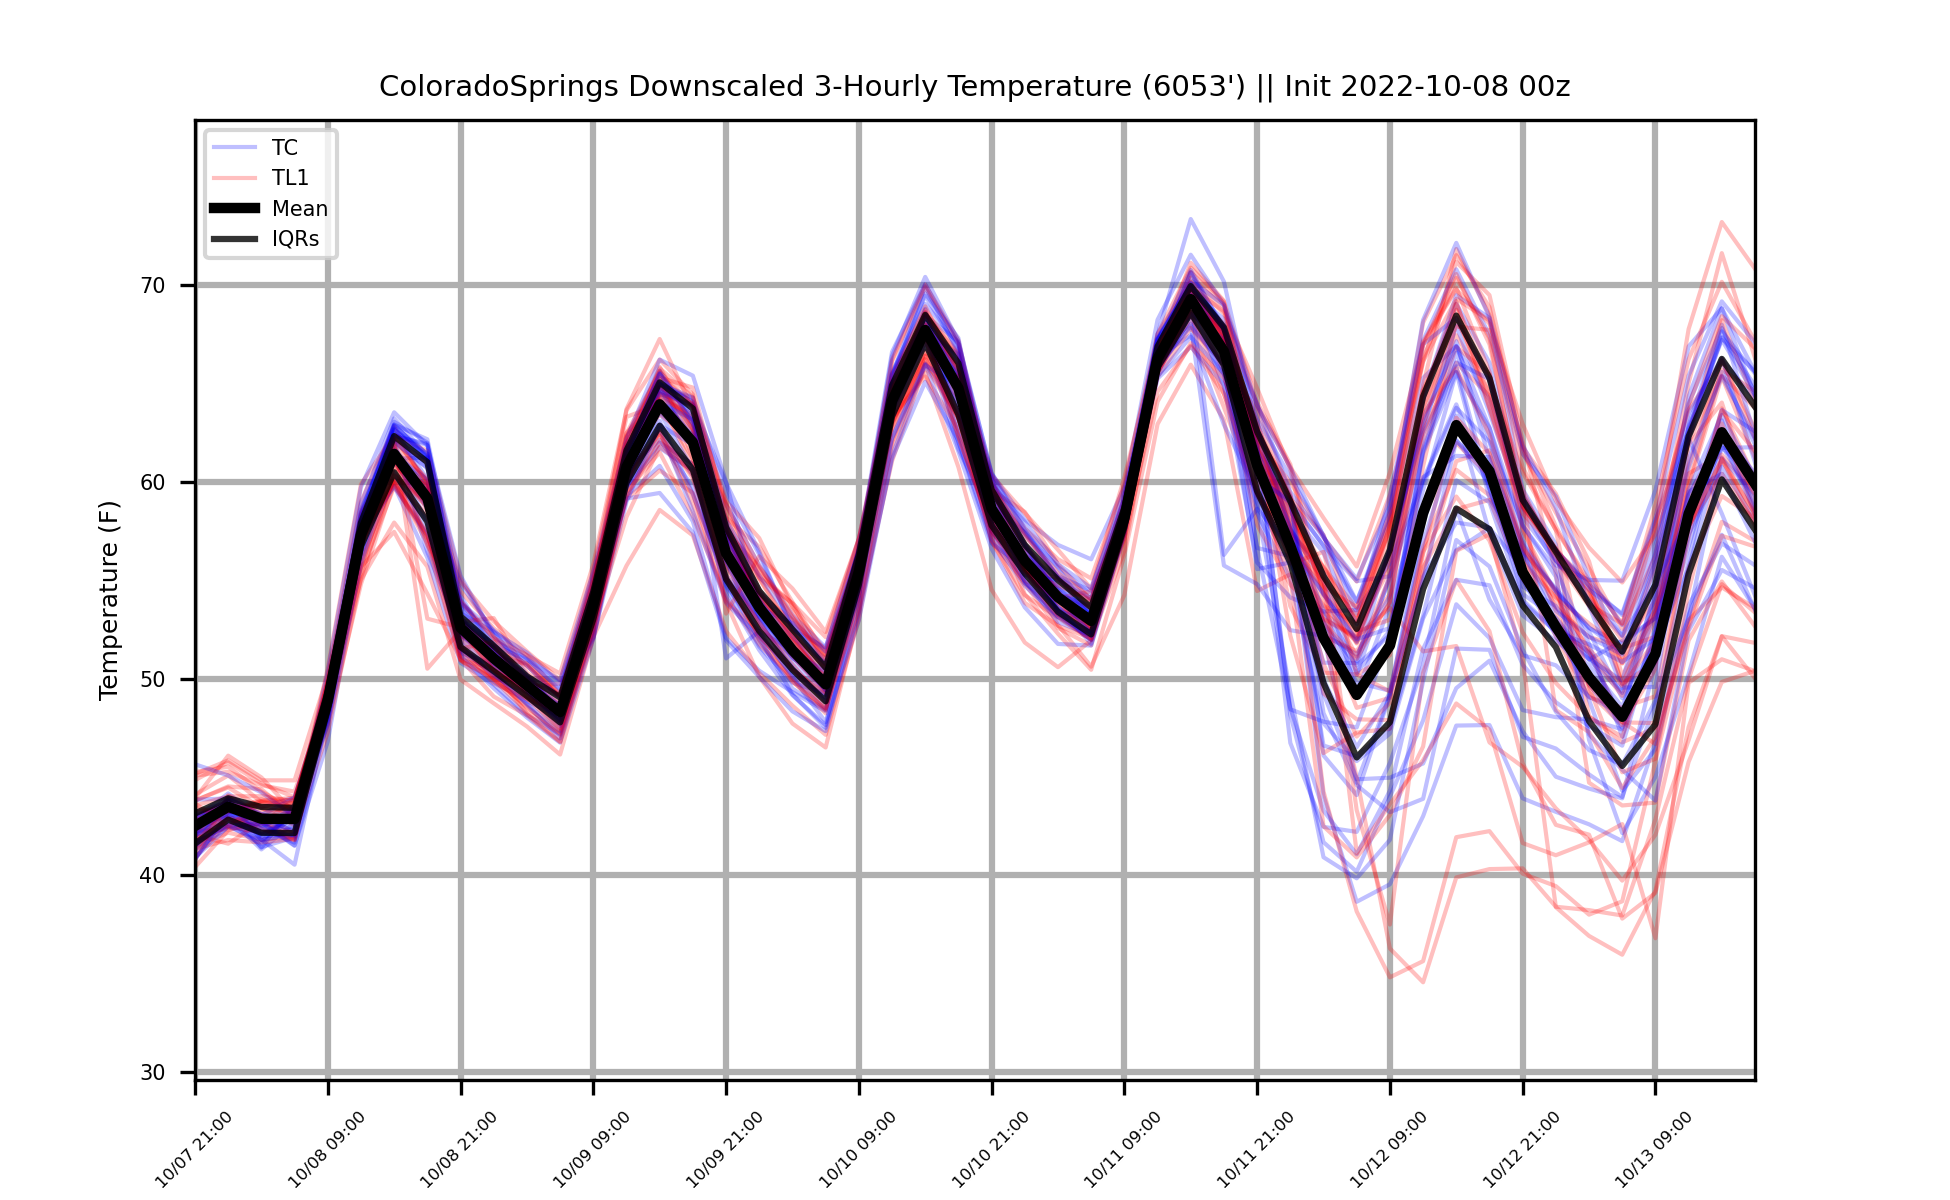 ColoradoSprings Downscaled 3-Hourly Temperature (6053') || Init 2022-10-08 00z
TC
TL1
Mean
IQRs
Temperature (F)
70
60
50
40
30
10/07 21:00
10/08 09:00
10/08 21:00
10/09 09:00
10/09 21:00
10/10 09:00
10/10 21:00
10/11 09:00
10/11 21:00
10/12 09:00
10/12 21:00
10/13 09:00